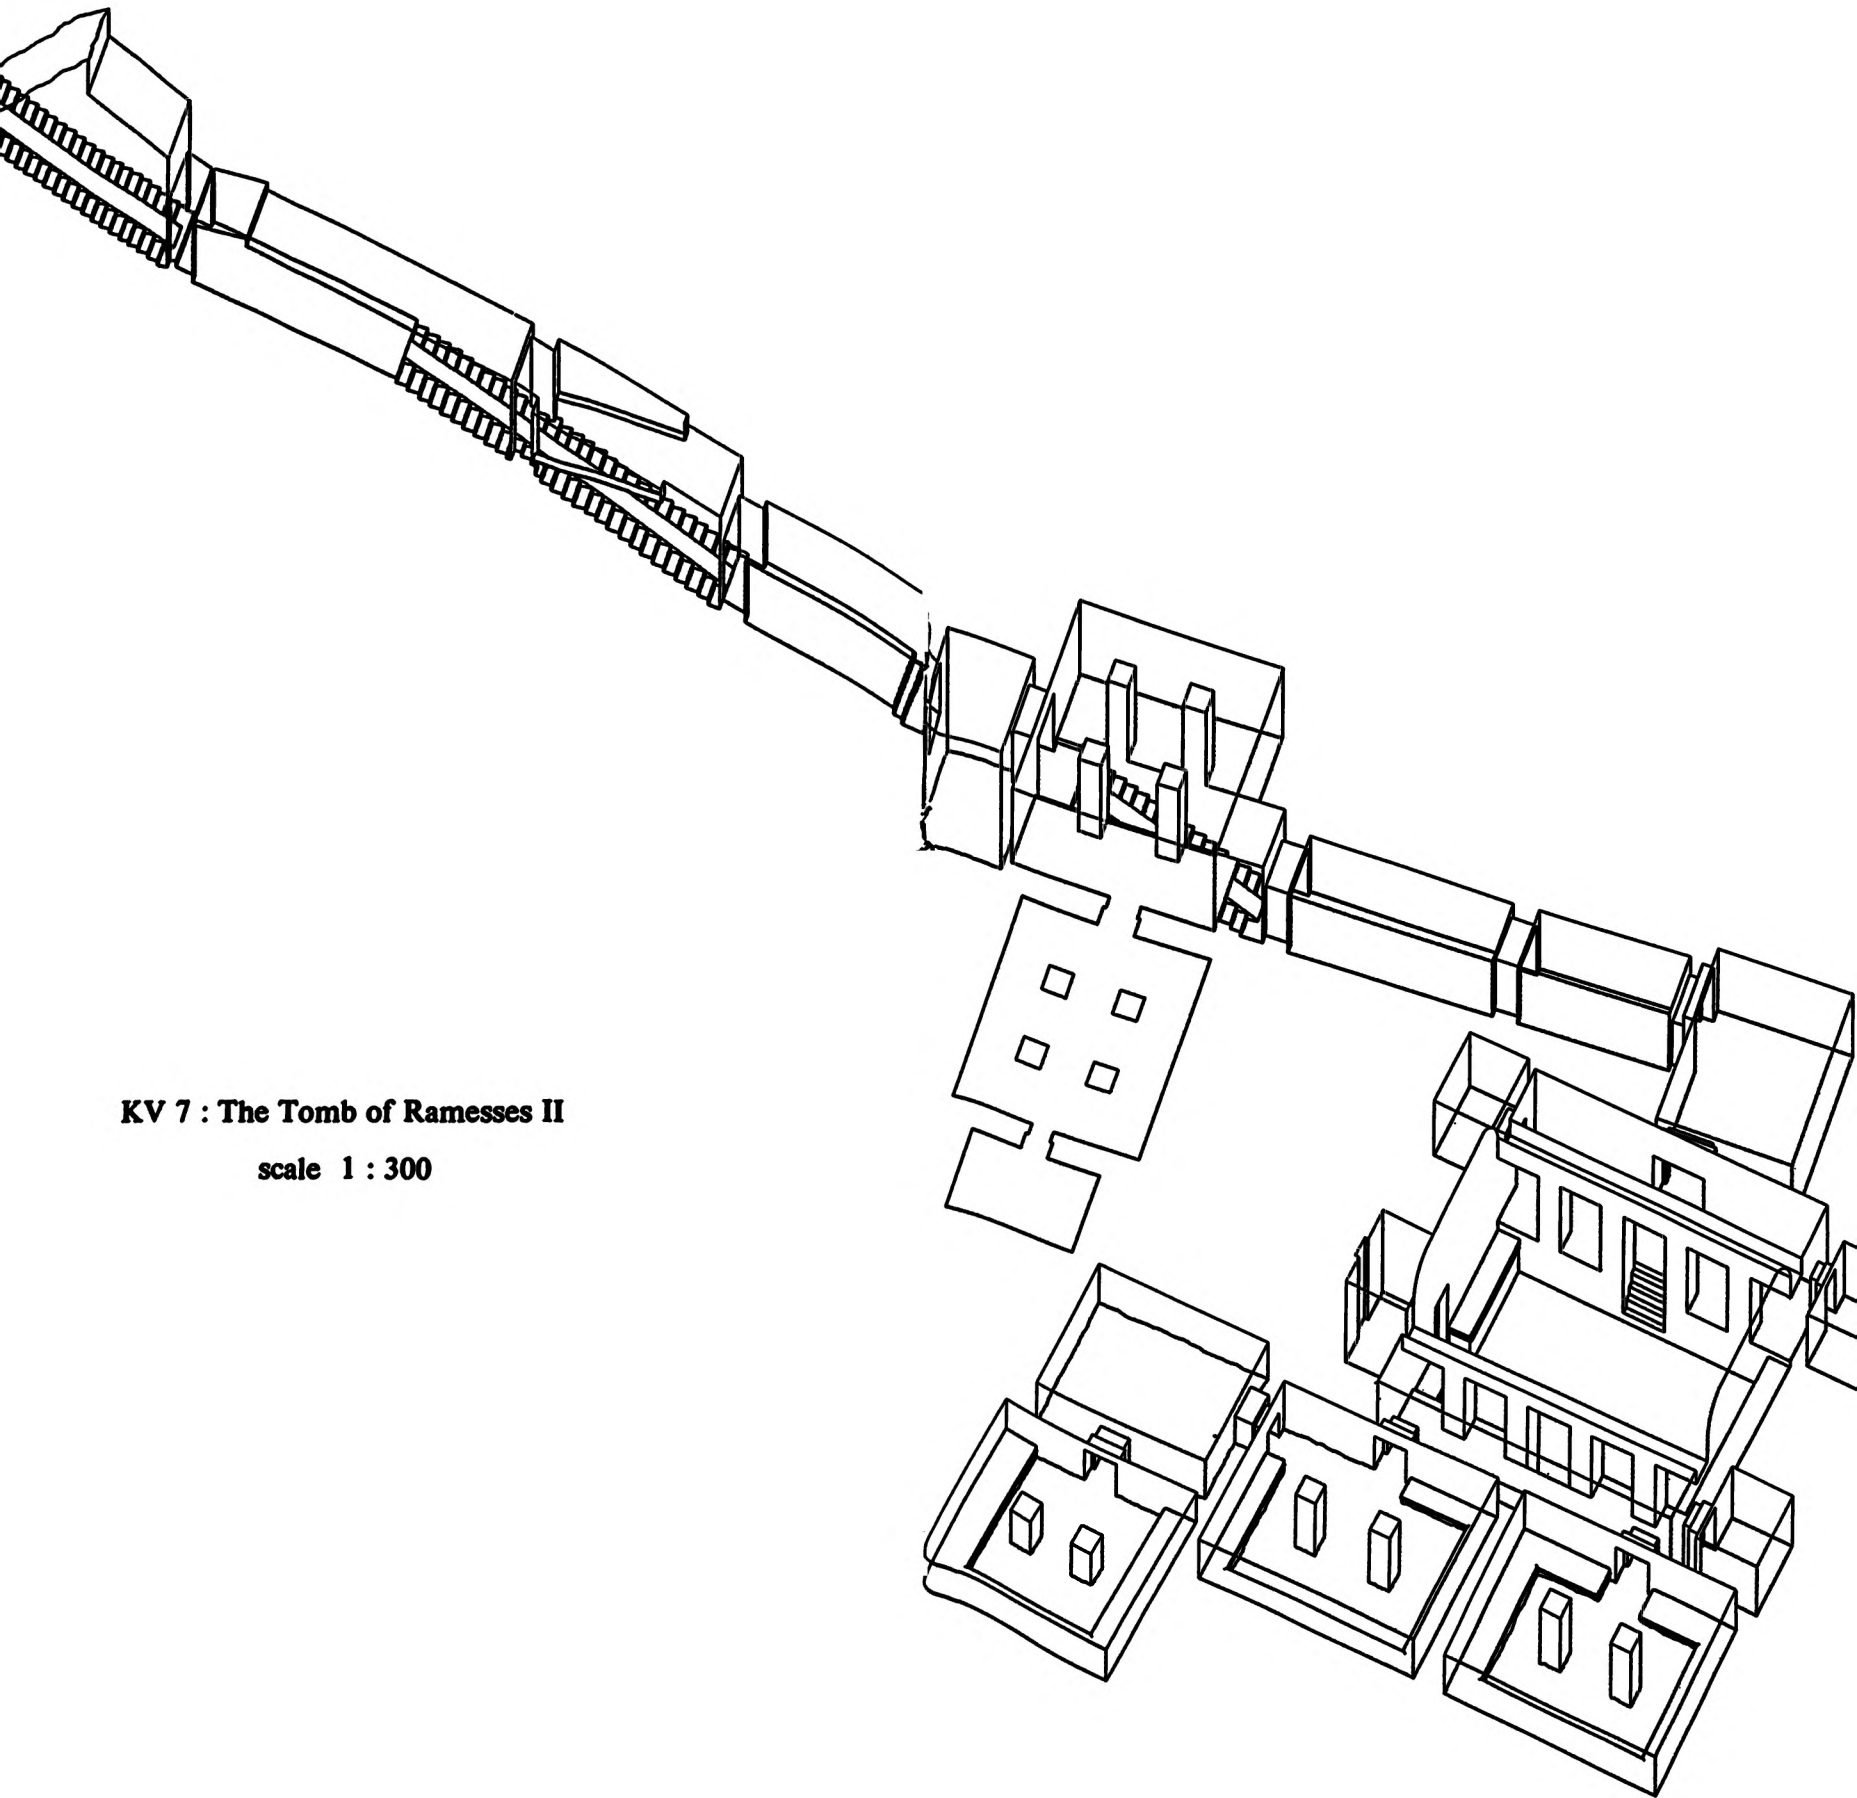 KV 7 : The Tomb of Ramesses II
scale 1 : 300